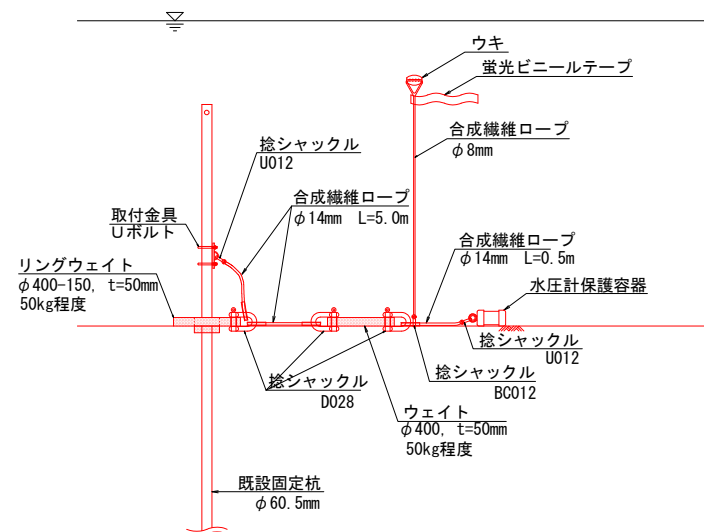 ウキ
蛍光ビニールテープ
合成繊維ロープ
φ8mm
捻シャックル
U012
取付金具
Uボルト
合成繊維ロープ
φ14mm L=5.0m
リングウェイト
φ400-150, t=50mm
50kg程度
合成繊維ロープ
φ14mm L=0.5m
水圧計保護容器
捻シャックル
U012
捻シャックル
D028
捻シャックル
BC012
ウェイト
φ400, t=50mm
50kg程度
既設固定杭
φ60.5mm